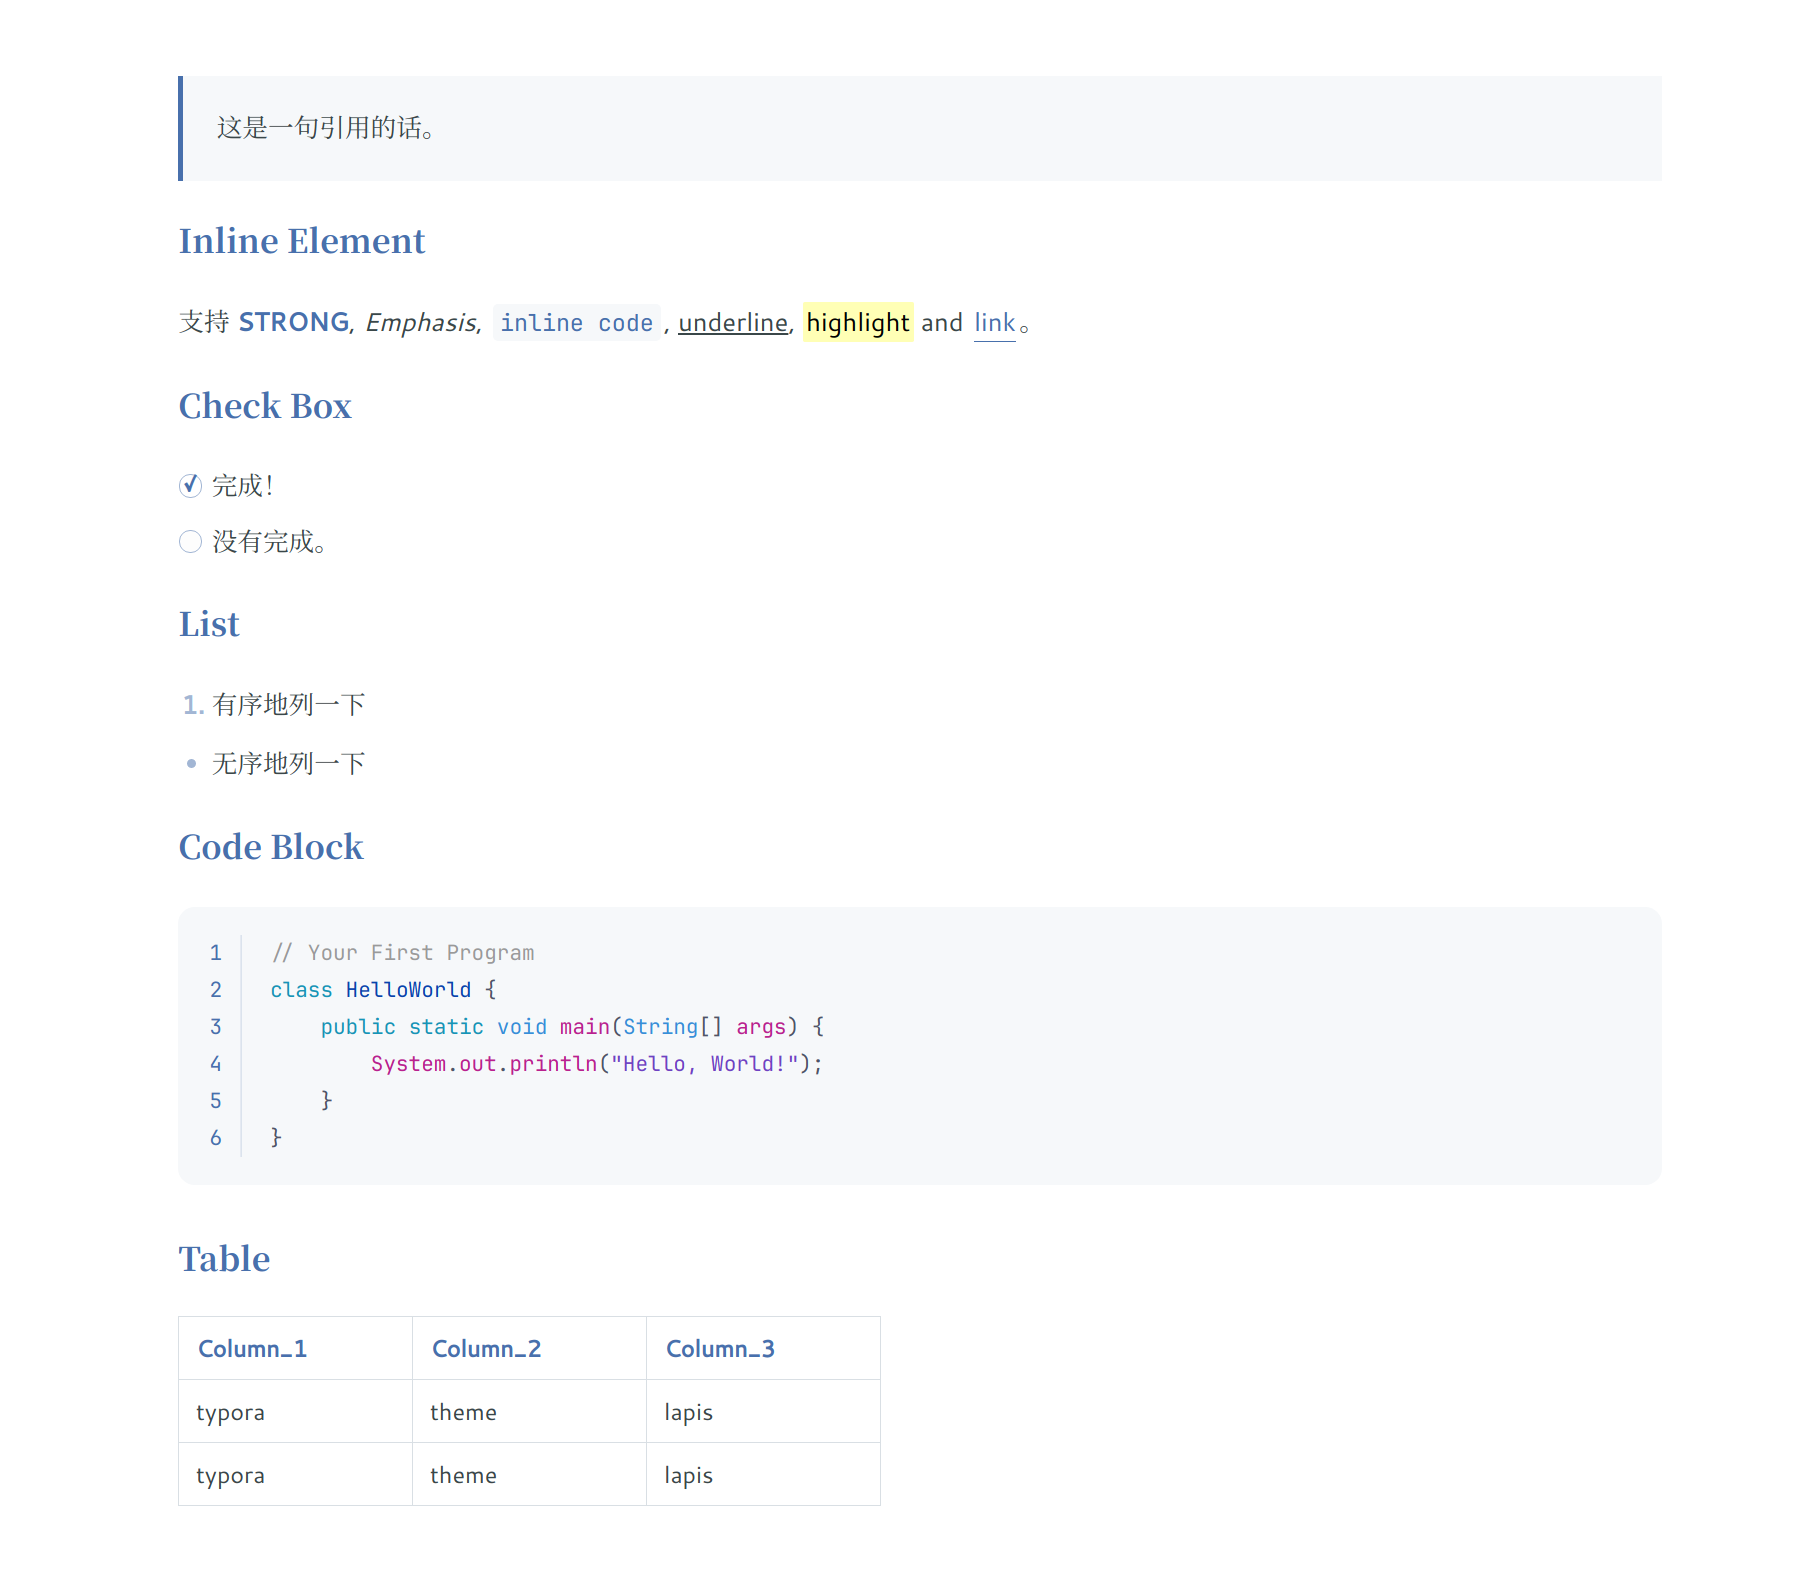 这是一句引用的话。
Inline Element
支持 STRONG, Emphasis, inline code, underline, highlight and link。
Check Box
完成！
没有完成。
List
1. 有序地列一下
• 无序地列一下
Code Block
1 // Your First Program
2 class HelloWorld {
3     public static void main(String[] args) {
4         System.out.println("Hello, World!");
5     }
6 }
Table
Column_1 Column_2 Column_3
typora theme lapis
typora theme lapis